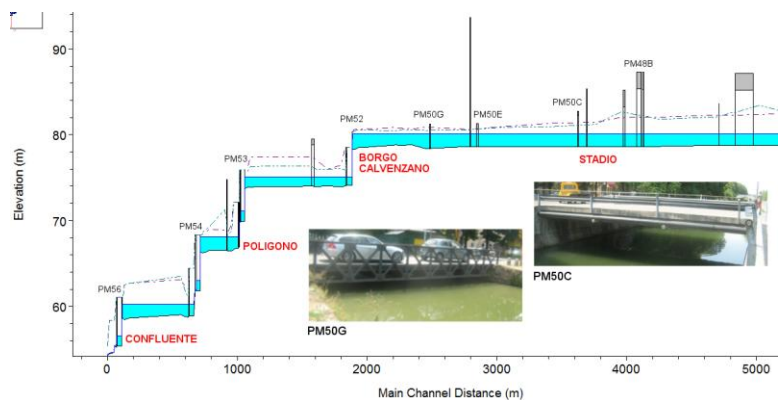 90
80
70
60
Elevation (m)
PM56
PM54
PM53
PM52
PM50G
PM50E
PM50C
PM48B
CONFLUENTE
POLIGONO
BORGO
CALVENZANO
STADIO
PM50G
PM50C
0
1000
2000
3000
4000
5000
Main Channel Distance (m)